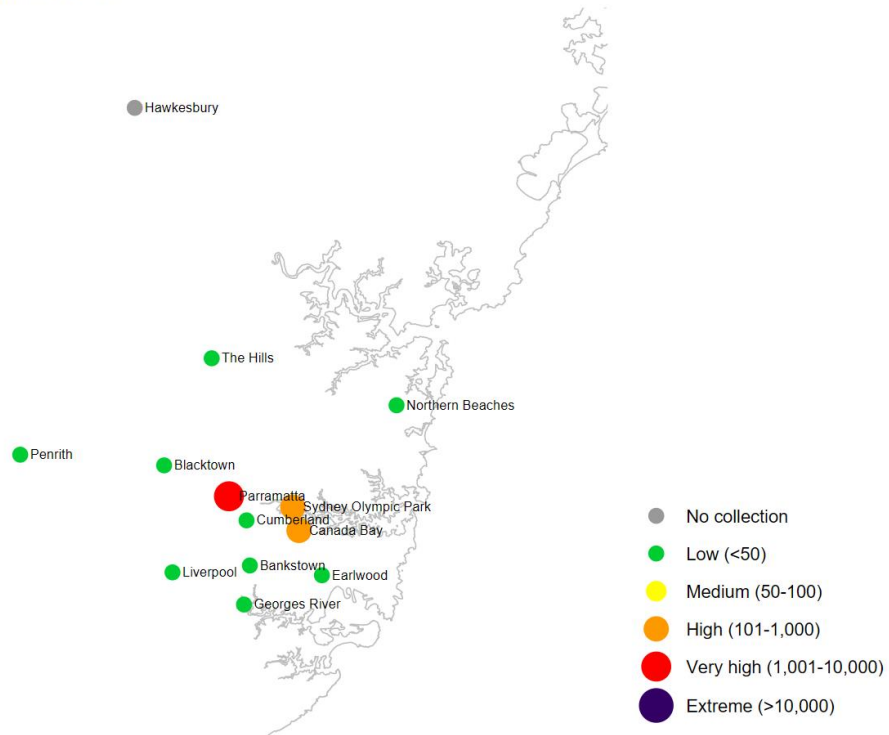 Hawkesbury
The Hills
Northern Beaches
Penrith
Blacktown
Parramatta
Sydney Olympic Park
Cumberland
Canada Bay
Bankstown
Liverpool
Earlwood
Georges River
No collection
Low (<50)
Medium (50-100)
High (101-1,000)
Very high (1,001-10,000)
Extreme (>10,000)